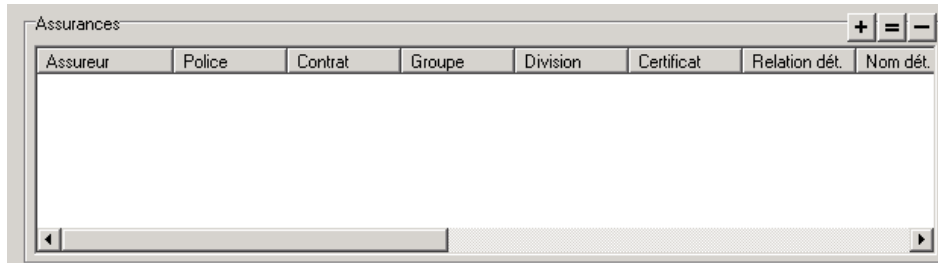 Assurances + = −
Assureur Police Contrat Groupe Division Certificat Relation dét. Nom dét.